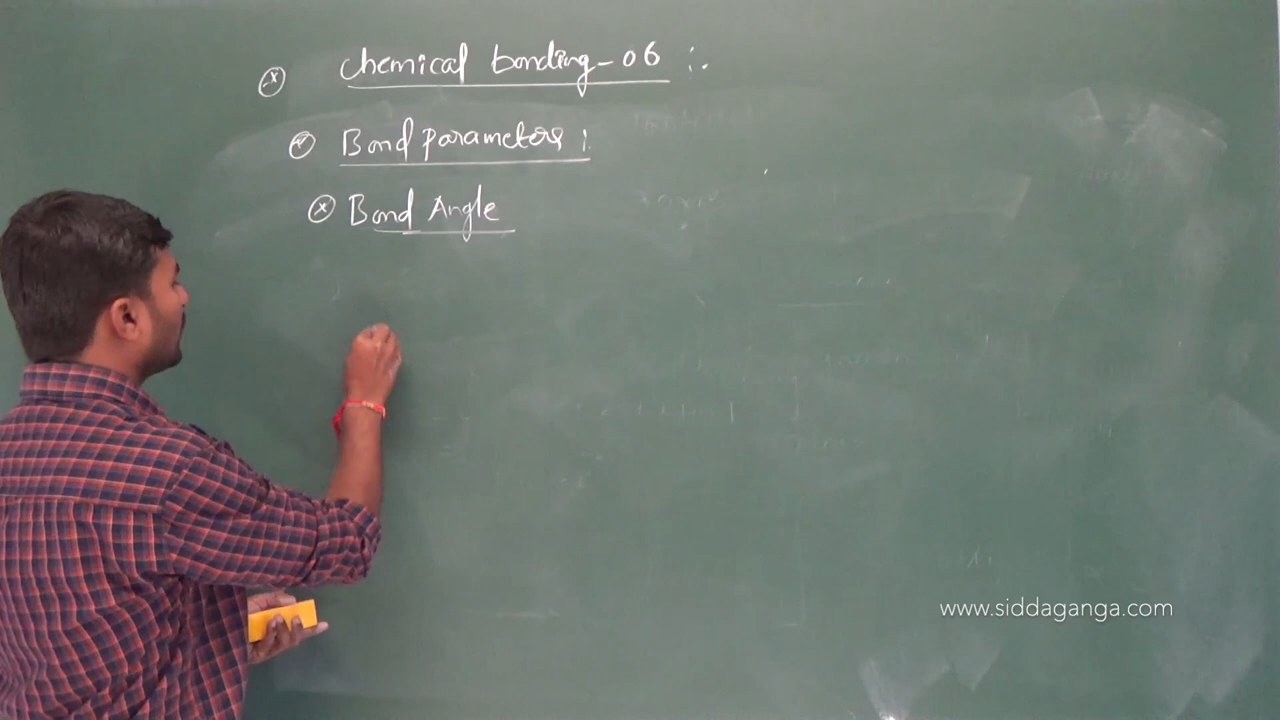 Chemical bonding-06 :.
Bond parameters :
Bond Angle
www.siddaganga.com